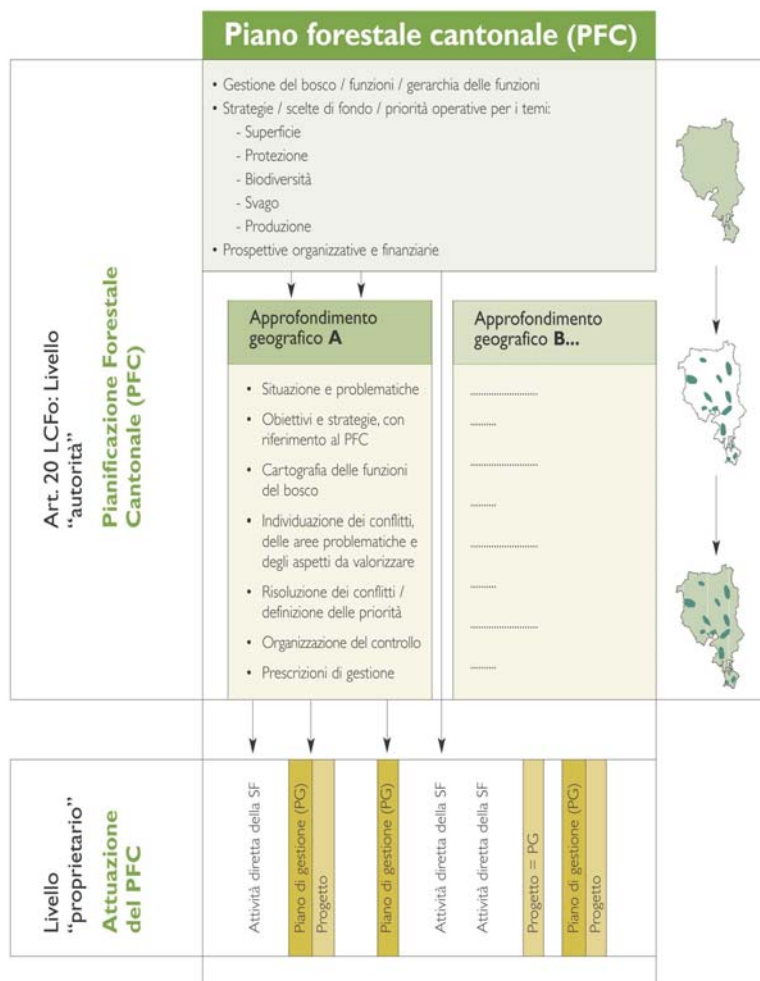 Piano forestale cantonale (PFC)
• Gestione del bosco / funzioni / gerarchia delle funzioni
• Strategie / scelte di fondo / priorità operative per i temi:
- Superficie
- Protezione
- Biodiversità
- Svago
- Produzione
• Prospettive organizzative e finanziarie
Art. 20 LCFo: Livello
“autorità”
Pianificazione Forestale
Cantonale (PFC)
Approfondimento
geografico A
• Situazione e problematiche
• Obiettivi e strategie, con
riferimento al PFC
• Cartografia delle funzioni
del bosco
• Individuazione dei conflitti,
delle aree problematiche e
degli aspetti da valorizzare
• Risoluzione dei conflitti /
definizione delle priorità
• Organizzazione del controllo
• Prescrizioni di gestione
Approfondimento
geografico B...
..........................
..........
..........................
..........
..........................
..........
..........................
..........
Livello
“proprietario”
Attuazione
del PFC
Attività diretta della SF
Piano di gestione (PG)
Progetto
Piano di gestione (PG)
Attività diretta della SF
Attività diretta della SF
Progetto = PG
Piano di gestione (PG)
Progetto